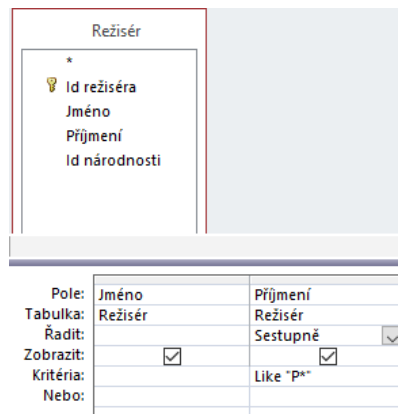 Režisér
*
Id režiséra
Jméno
Příjmení
Id národnosti
Pole: Jméno Příjmení
Tabulka: Režisér Režisér
Řadit: Sestupně
Zobrazit:
Kritéria: Like "P*"
Nebo: